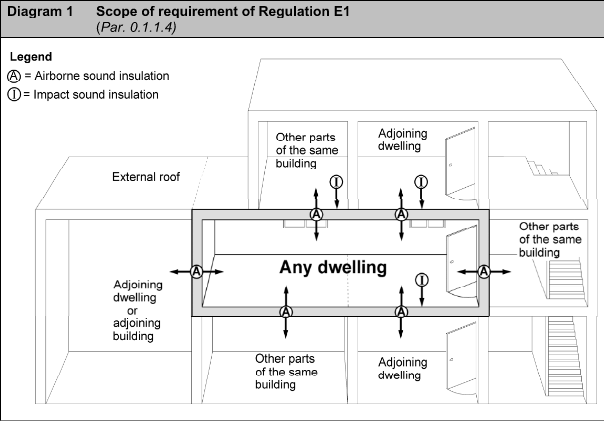 Diagram 1 Scope of requirement of Regulation E1
(Par. 0.1.1.4)
Legend
A = Airborne sound insulation
I = Impact sound insulation
Other parts
of the same
building
Adjoining
dwelling
External roof
I
I
A
A
Other parts
of the same
building
Any dwelling
A
A
I
Adjoining
dwelling
or
adjoining
building
A
A
Other parts
of the same
building
Adjoining
dwelling